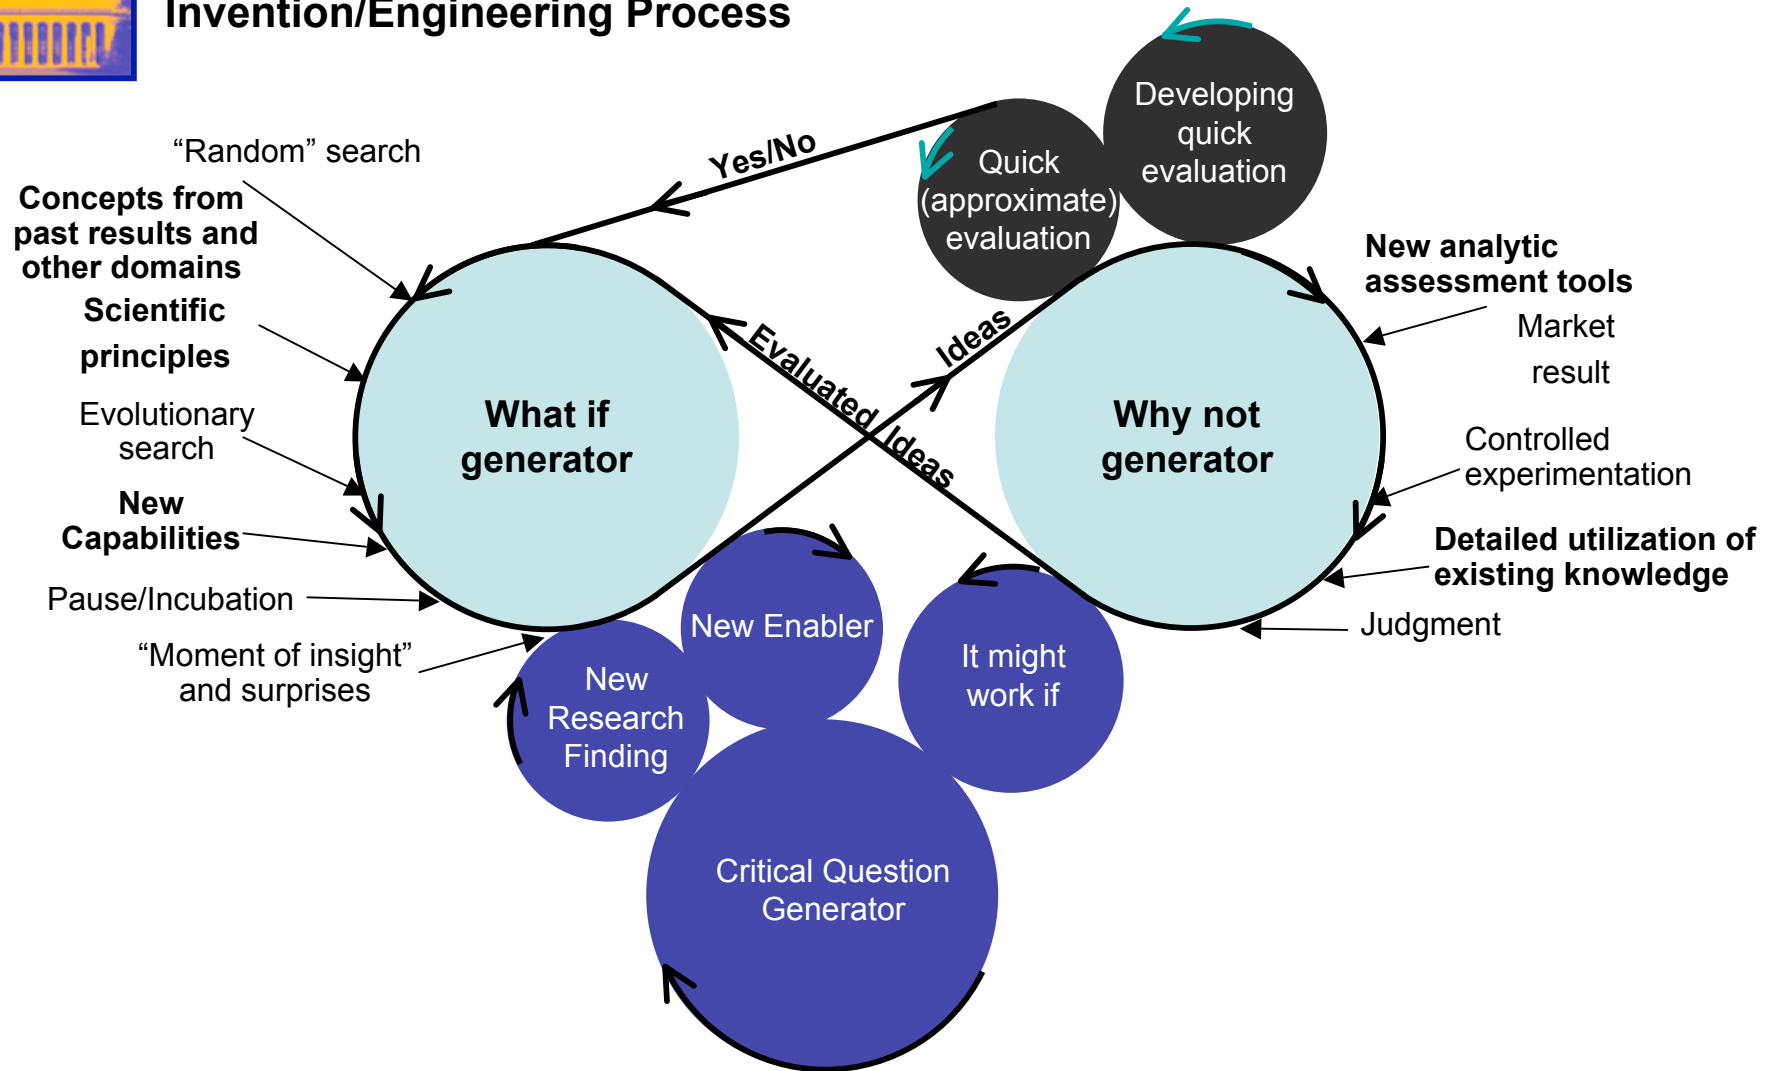 Invention/Engineering Process
Developing
quick
evaluation
Quick
(approximate)
evaluation
Yes/No
“Random” search
Concepts from
past results and
other domains
Scientific
principles
Evolutionary
search
New
Capabilities
Pause/Incubation
“Moment of insight”
and surprises
What if
generator
Evaluated Ideas
Ideas
Why not
generator
New analytic
assessment tools
Market
result
Controlled
experimentation
Detailed utilization of
existing knowledge
Judgment
New Enabler
New
Research
Finding
It might
work if
Critical Question
Generator